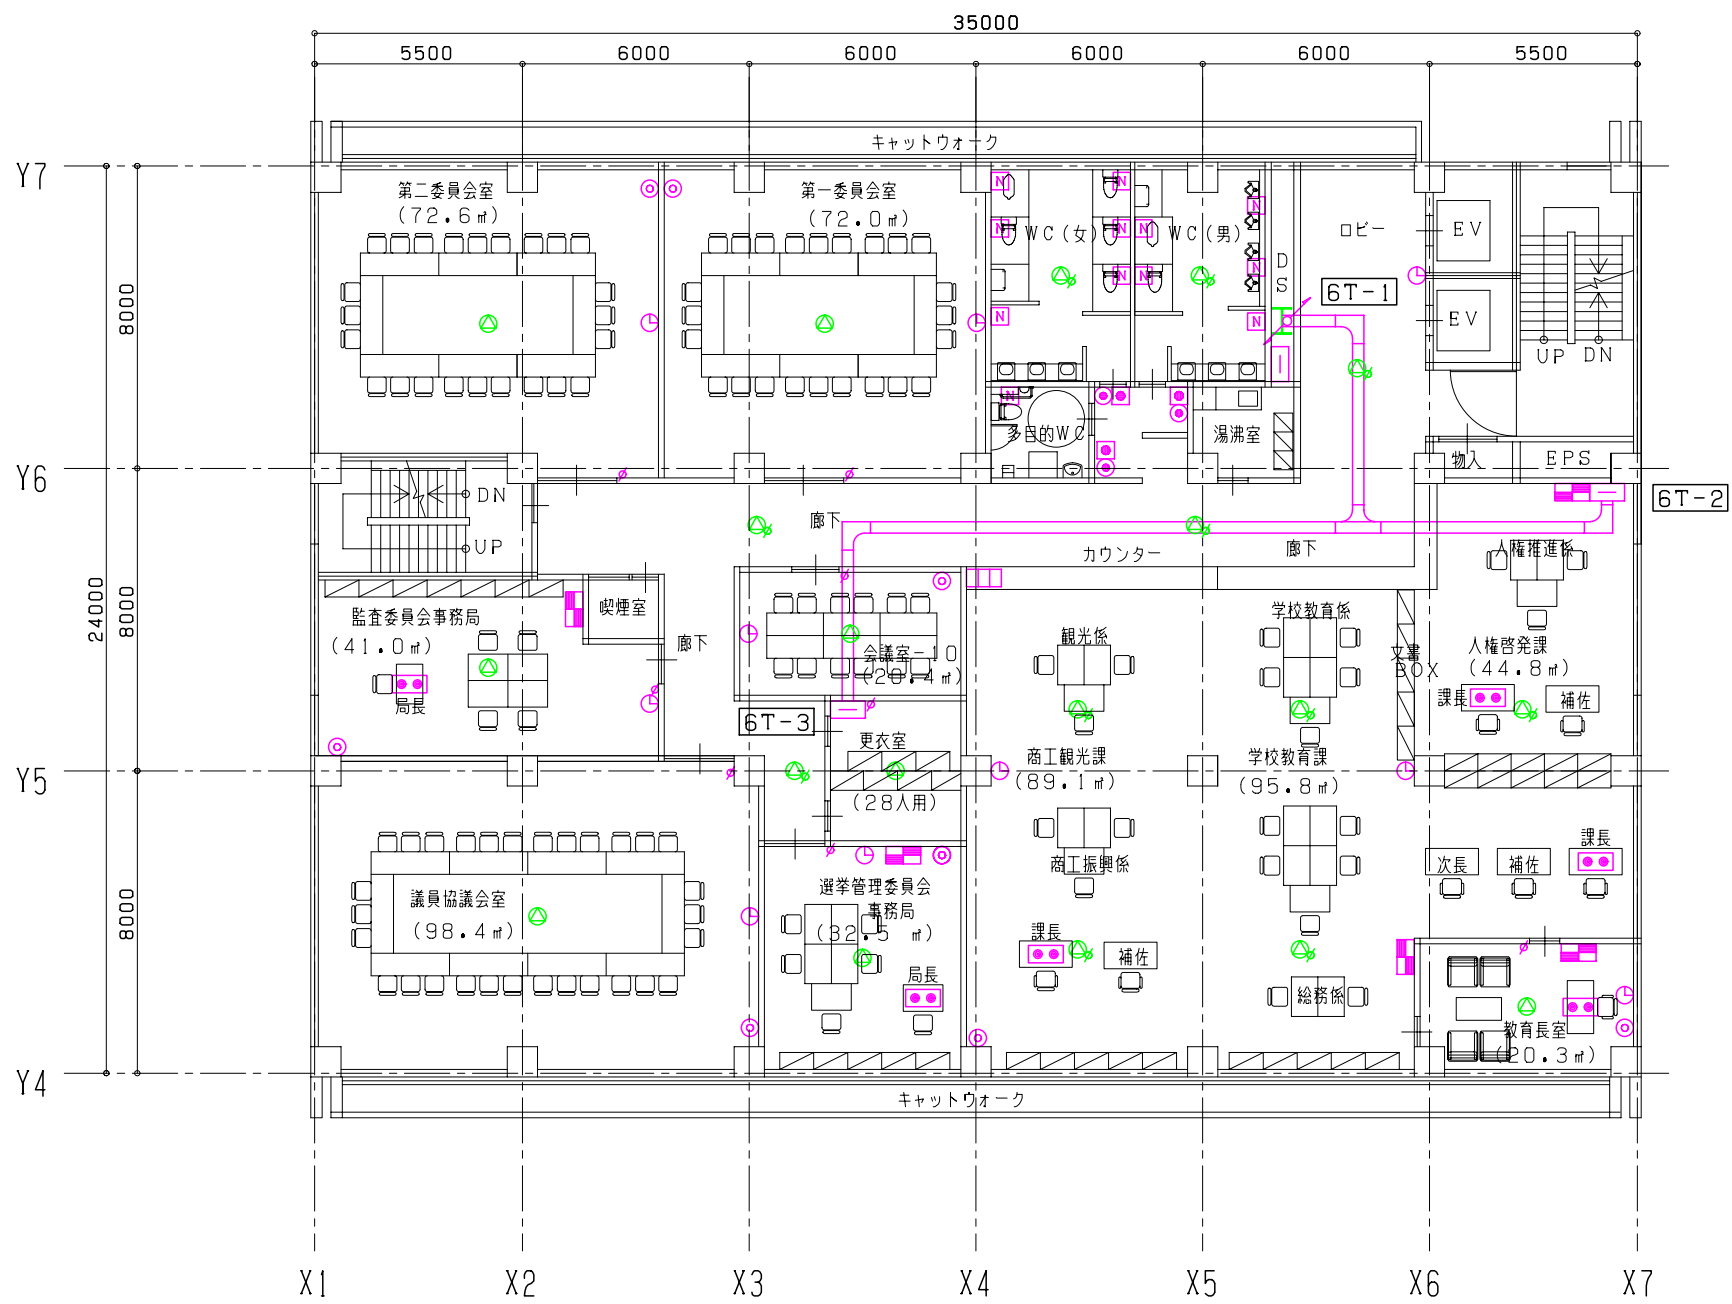 35000
5500
6000
6000
6000
6000
5500
キャットウォーク
Y7
第二委員会室
(72.6㎡)
第一委員会室
(72.0㎡)
WC(女)
WC(男)
DS
ロビー
EV
EV
UP
DN
6T-1
8000
多目的WC
湯沸室
物入
EPS
Y6
DN
UP
廊下
カウンター
廊下
6T-2
人権推進係
24000
8000
監査委員会事務局
(41.0㎡)
局長
喫煙室
廊下
会議室-10
(20.4㎡)
観光係
学校教育係
文書
BOX
人権啓発課
(44.8㎡)
課長
補佐
6T-3
更衣室
(28人用)
商工観光課
(89.1㎡)
学校教育課
(95.8㎡)
Y5
商工振興係
次長
補佐
課長
8000
議員協議会室
(98.4㎡)
選挙管理委員会
事務局
(32.5㎡)
局長
課長
補佐
総務係
教育長室
(20.3㎡)
Y4
キャットウォーク
X1
X2
X3
X4
X5
X6
X7
N
N
N
N
N
N
N
N
N
N
N
N
N